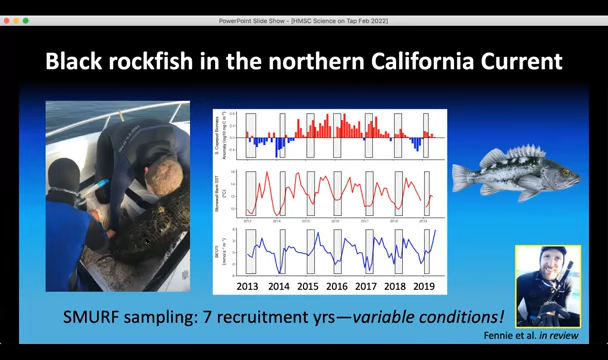 PowerPoint Slide Show - [HMSC Science on Tap Feb 2022]
Black rockfish in the northern California Current
2013 2014 2015 2016 2017 2018 2019
SMURF sampling: 7 recruitment yrs—variable conditions!
Fennie et al. in review